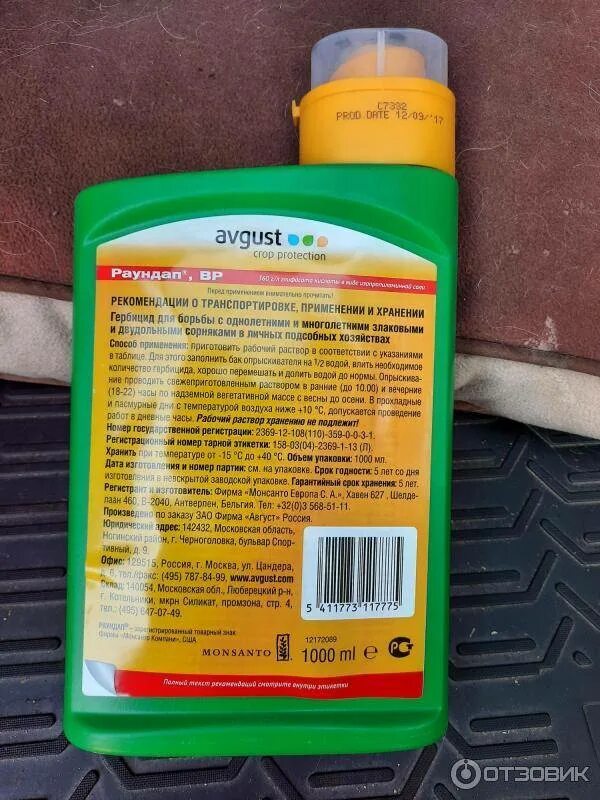 C7332
PROD.DATE 12/09/'17
avgust
crop protection
Раундап®, ВР
360 г/л глифосата кислоты в виде изопропиламинной соли
Перед применением внимательно прочитать!
РЕКОМЕНДАЦИИ О ТРАНСПОРТИРОВКЕ, ПРИМЕНЕНИИ И ХРАНЕНИИ
Гербицид для борьбы с однолетними и многолетними злаковыми
и двудольными сорняками в личных подсобных хозяйствах
Способ применения: приготовить рабочий раствор в соответствии с указаниями
в таблице. Для этого заполнить бак опрыскивателя на 1/2 водой, влить необходимое
количество гербицида, хорошо перемешать и долить водой до нормы. Опрыскива-
ние проводить свежеприготовленным раствором в ранние (до 10.00) и вечерние
(18-22) часы по надземной вегетативной массе с весны до осени. В прохладные
и пасмурные дни с температурой воздуха ниже +10 °С, допускается проведение
работ в дневные часы. Рабочий раствор хранению не подлежит!
Номер государственной регистрации: 2369-12-108(110)-359-0-0-3-1.
Регистрационный номер тарной этикетки: 158-03(04)-2369-1-13 (Л).
Хранить при температуре от -15 °С до +40 °С. Объем упаковки: 1000 мл.
Дата изготовления и номер партии: см. на упаковке. Срок годности: 5 лет со дня
изготовления в невскрытой заводской упаковке. Гарантийный срок хранения: 5 лет.
Регистрант и изготовитель: Фирма «Монсанто Европа С. А.», Хавен 627, Шелде-
лаан 460, В-2040, Антверпен, Бельгия. Тел. +32(0)3 568-51-11.
Произведено по заказу ЗАО Фирма «Август» Россия.
Юридический адрес: 142432, Московская область,
Ногинский район, г. Черноголовка, бульвар Спор-
тивный, д. 9.
Офис: 129515, Россия, г. Москва, ул. Цандера,
д. 6, тел./факс: (495) 787-84-99, www.avgust.com
Склад: 140054, Московская обл., Люберецкий р-н,
г. Котельники, мкрн Силикат, промзона, стр. 4,
тел.: (495) 647-07-49.
5 411773 117775
РАУНДАП® – зарегистрированный товарный знак
фирмы «Монсанто Компани», США
MONSANTO
12172089
1000 ml ℮
РСТ
Полный текст рекомендаций смотрите внутри этикетки
ОТЗОВИК